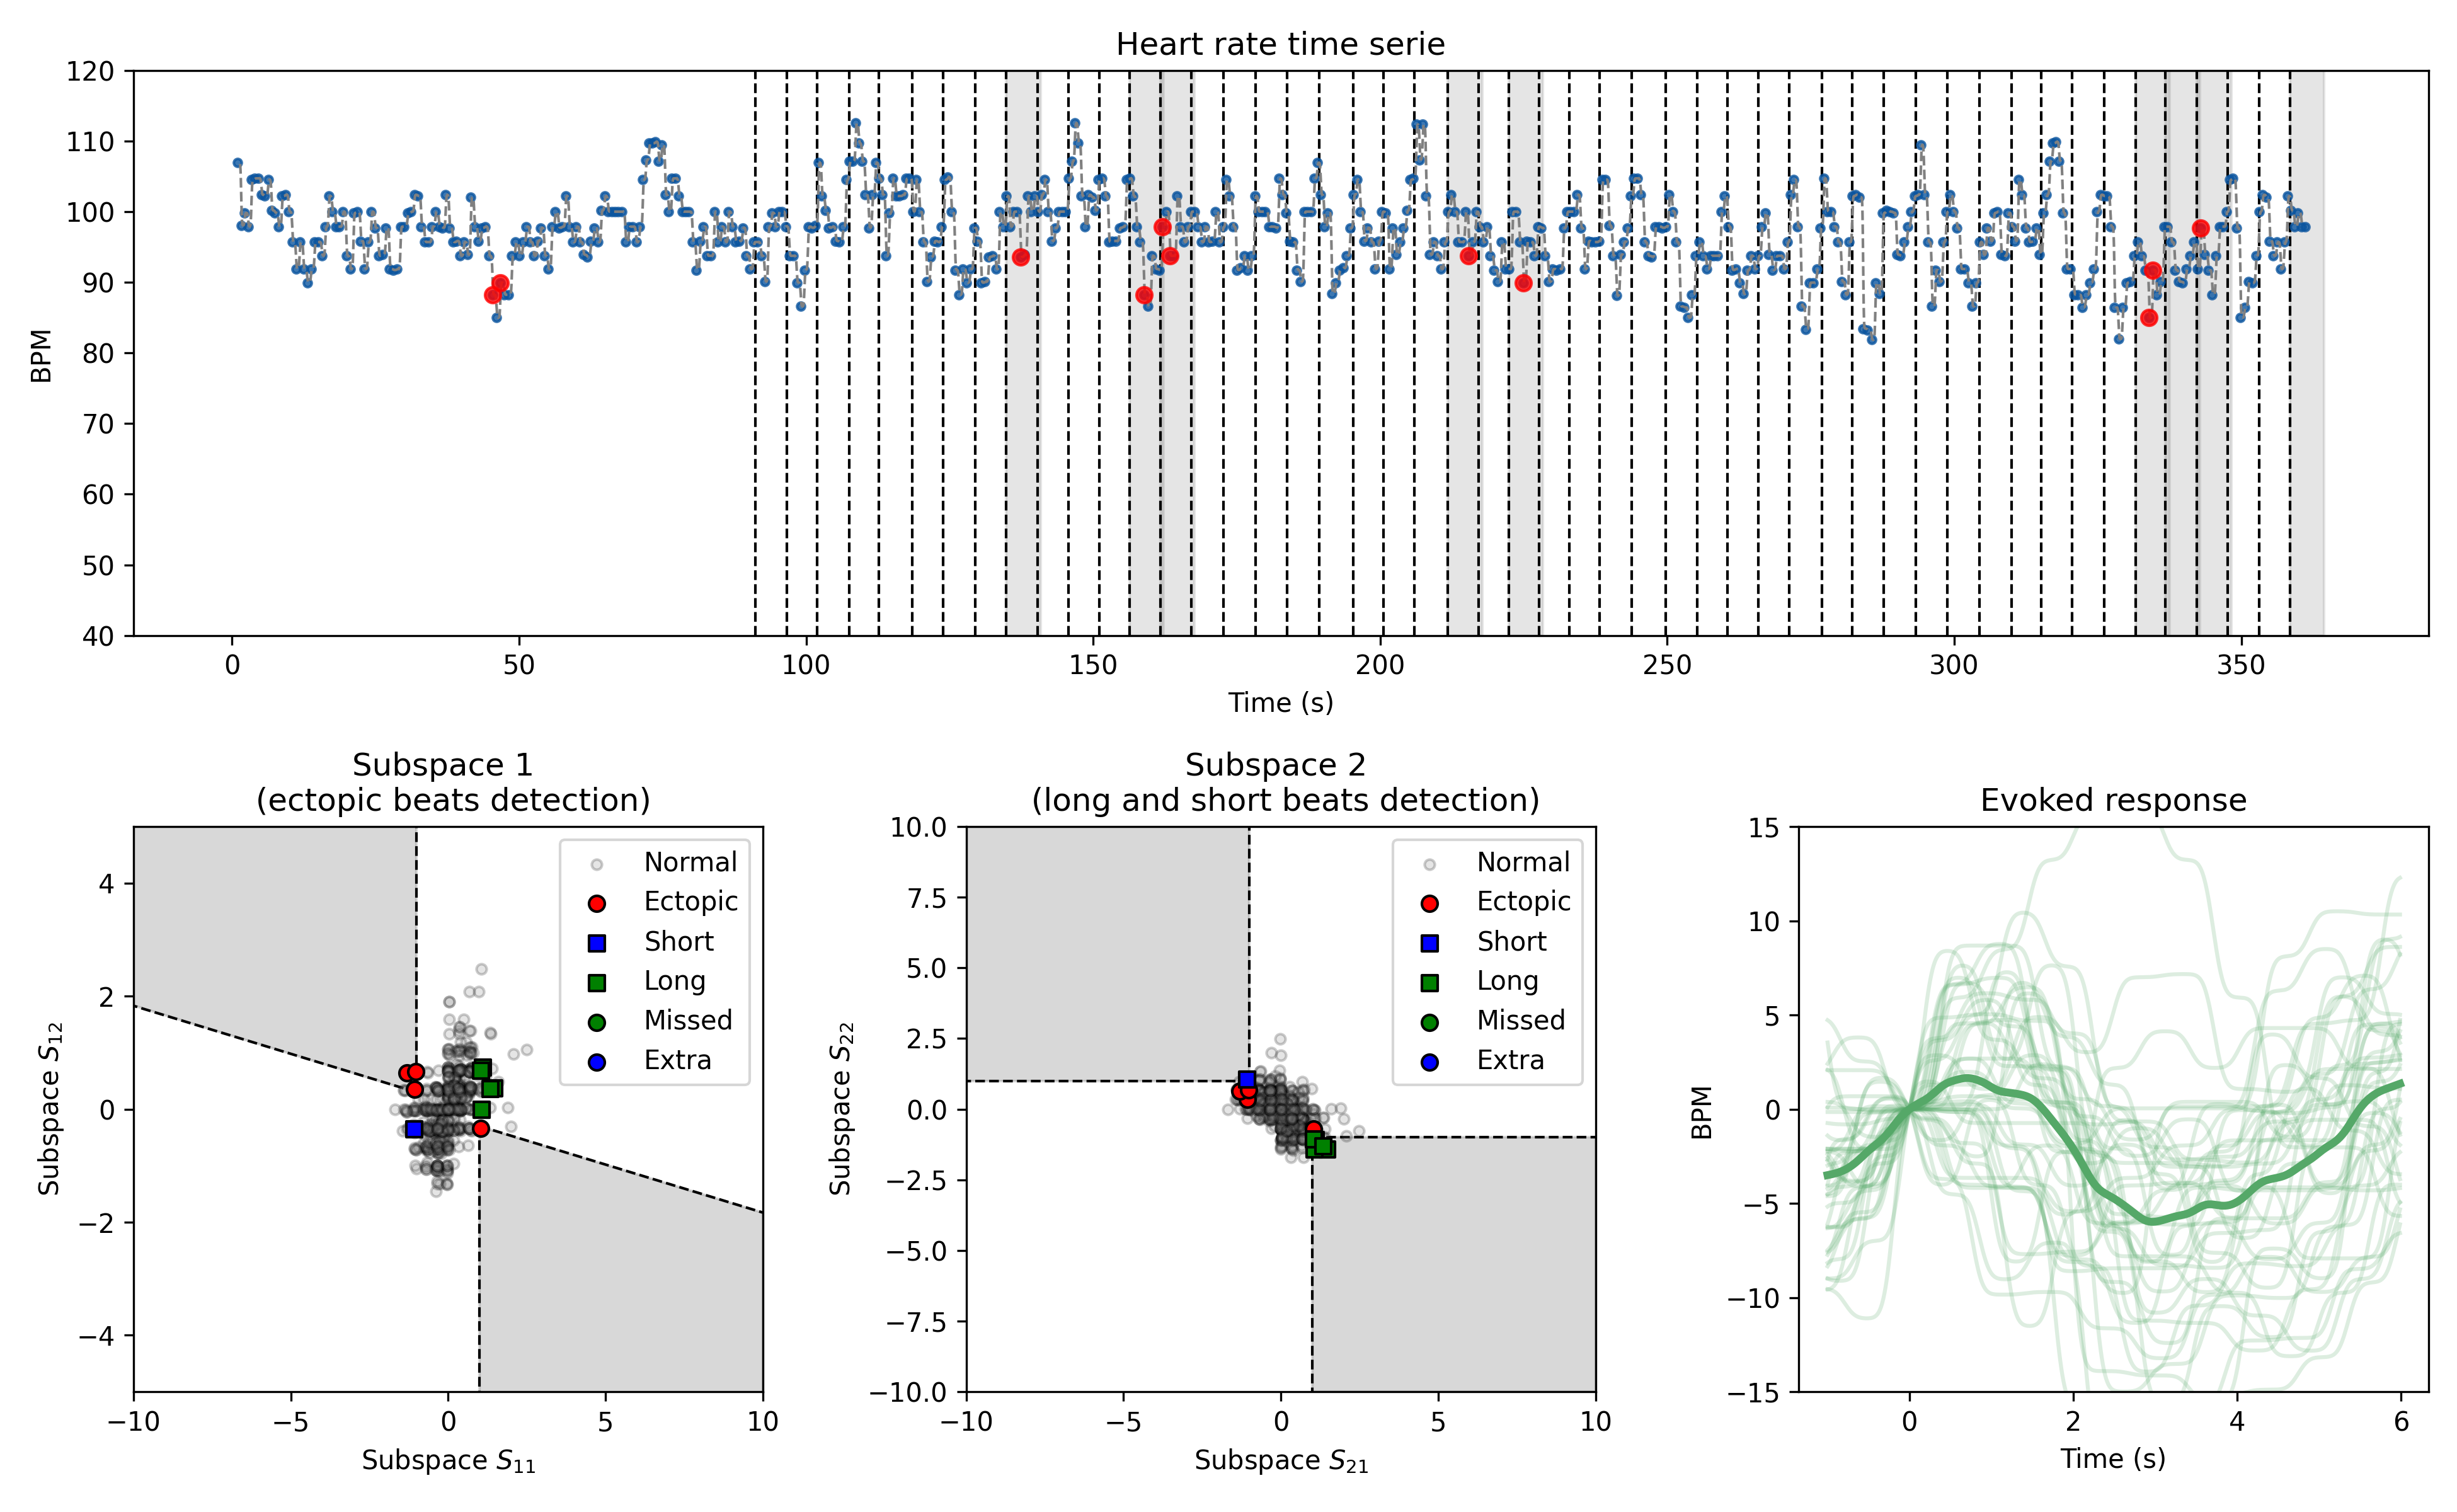 Heart rate time serie
120
110
100
90
80
70
60
50
40
BPM
0 50 100 150 200 250 300 350
Time (s)
Subspace 1
(ectopic beats detection)
4
2
0
−2
−4
Subspace S12
−10 −5 0 5 10
Subspace S11
Normal
Ectopic
Short
Long
Missed
Extra
Subspace 2
(long and short beats detection)
10.0
7.5
5.0
2.5
0.0
−2.5
−5.0
−7.5
−10.0
Subspace S22
−10 −5 0 5 10
Subspace S21
Normal
Ectopic
Short
Long
Missed
Extra
Evoked response
15
10
5
0
−5
−10
−15
BPM
0 2 4 6
Time (s)